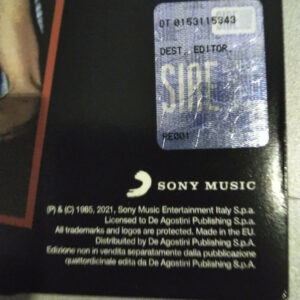 DT 0153115343
DEST. EDITOR.
SIAE
RE001
SONY MUSIC
(P) & (C) 1985, 2021, Sony Music Entertainment Italy S.p.a.
Licensed to De Agostini Publishing S.p.A.
All trademarks and logos are protected. Made in the EU.
Distributed by De Agostini Publishing S.p.A.
Edizione non in vendita separatamente dalla pubblicazione
quattordicinale edita da De Agostini Publishing S.p.A.